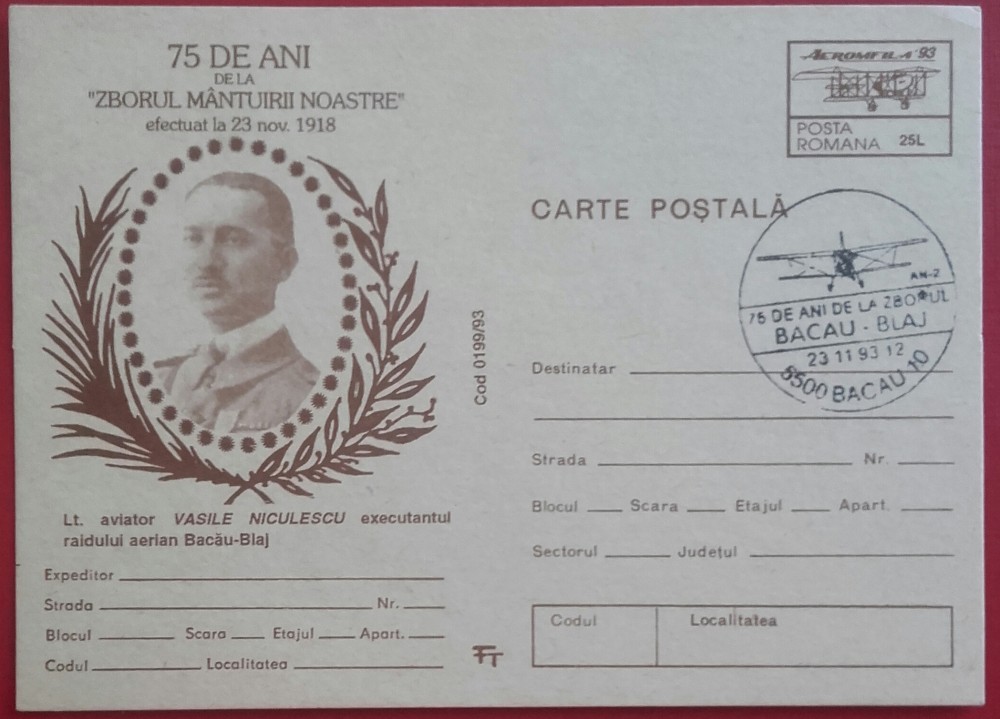 75 DE ANI
DE LA
"ZBORUL MÂNTUIRII NOASTRE"
efectuat la 23 nov. 1918
Lt. aviator VASILE NICULESCU executantul
raidului aerian Bacău-Blaj
Expeditor
Strada Nr.
Blocul Scara Etajul Apart.
Codul Localitatea
Cod 0199/93
FT
AEROMFILA '93
POSTA
ROMANA 25L
CARTE POȘTALĂ
AN-2
75 DE ANI DE LA ZBORUL
BACAU - BLAJ
23 11 93 12
5500 BACAU 10
Destinatar
Strada Nr.
Blocul Scara Etajul Apart.
Sectorul Județul
Codul Localitatea